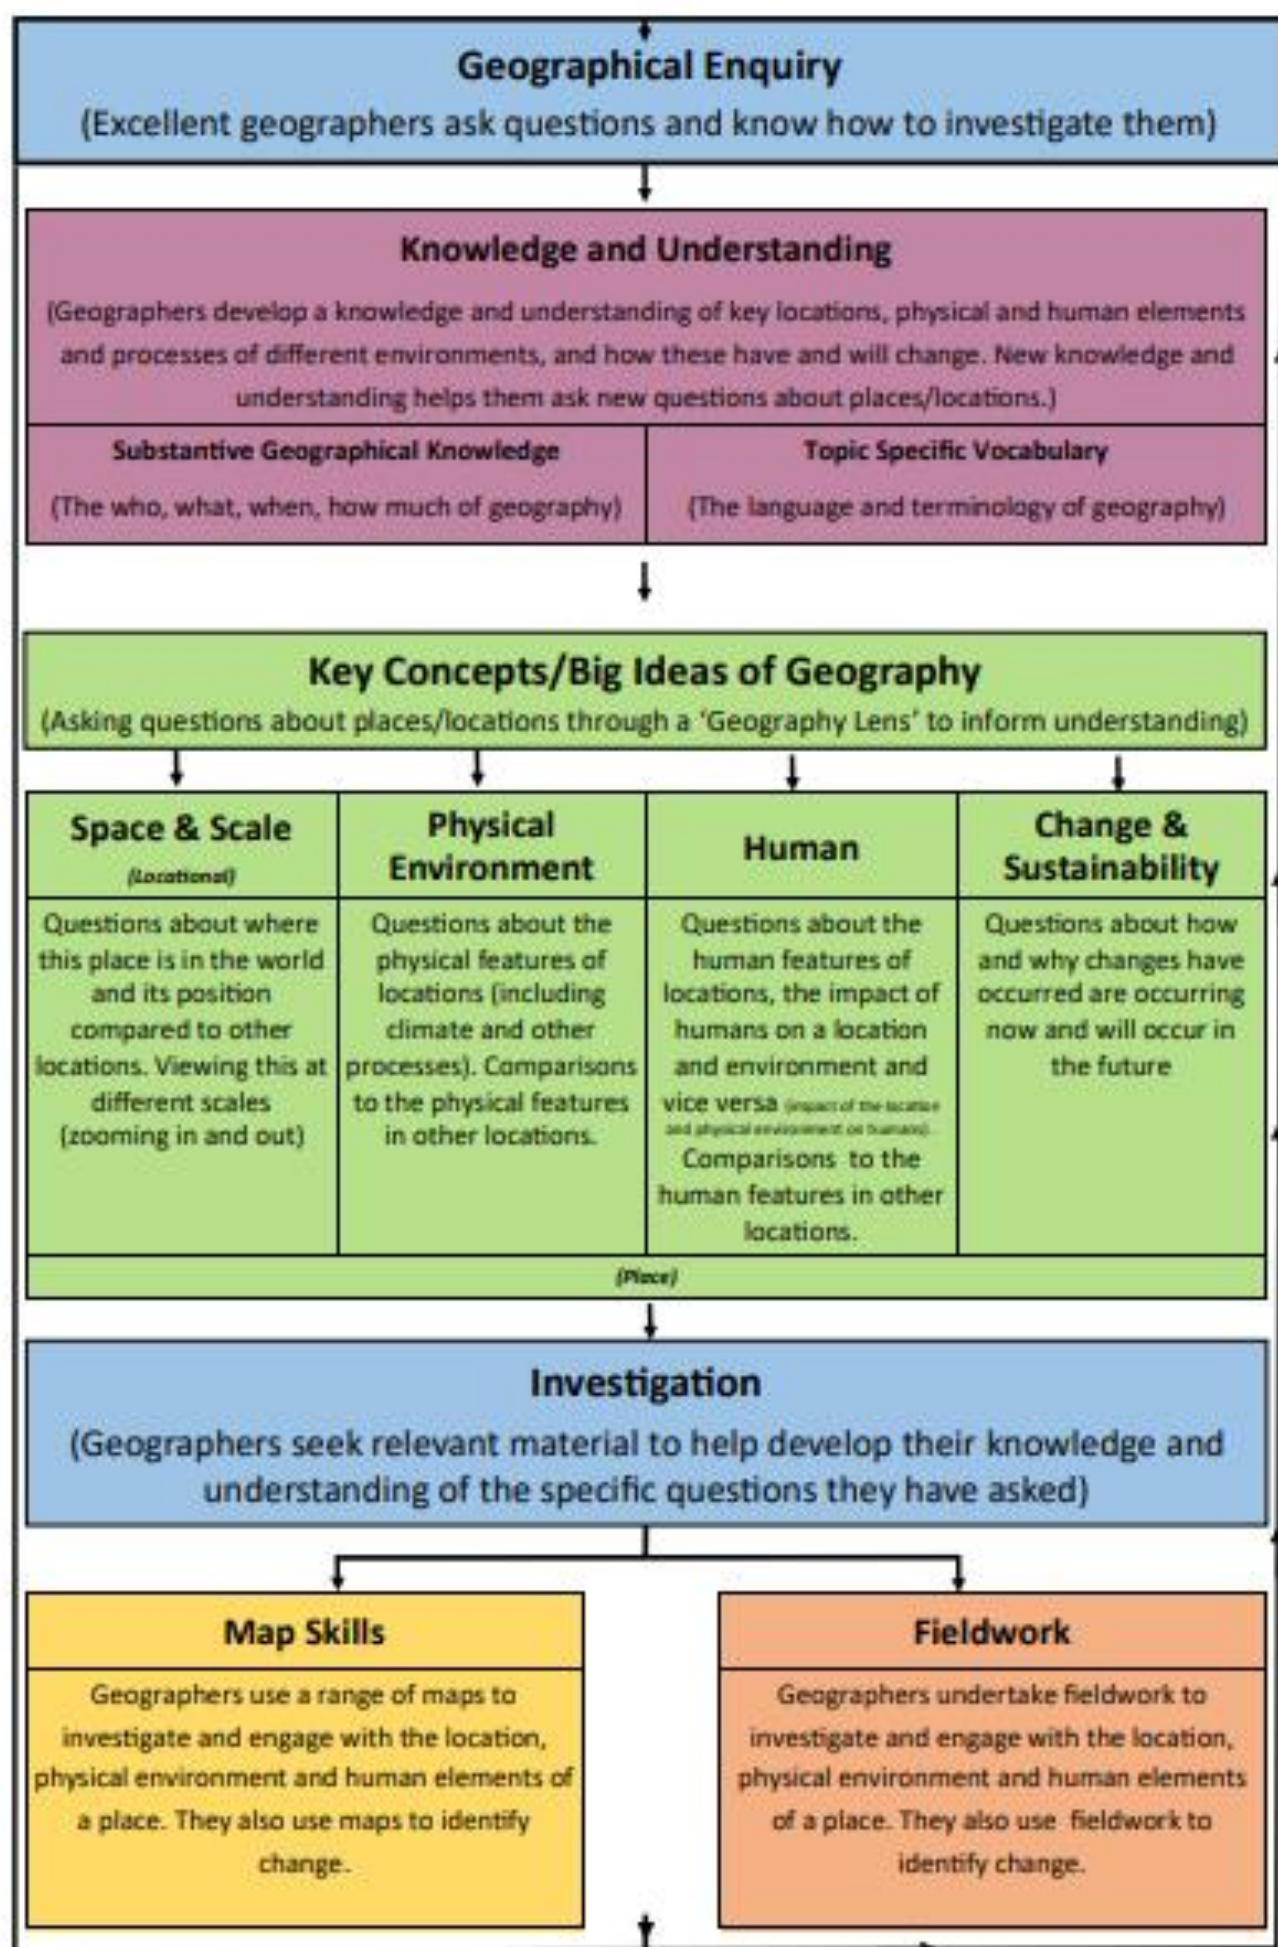 Geographical Enquiry
(Excellent geographers ask questions and know how to investigate them)
Knowledge and Understanding
(Geographers develop a knowledge and understanding of key locations, physical and human elements
and processes of different environments, and how these have and will change. New knowledge and
understanding helps them ask new questions about places/locations.)
Substantive Geographical Knowledge
(The who, what, when, how much of geography)
Topic Specific Vocabulary
(The language and terminology of geography)
Key Concepts/Big Ideas of Geography
(Asking questions about places/locations through a ‘Geography Lens’ to inform understanding)
Space & Scale
(Locational)
Questions about where
this place is in the world
and its position
compared to other
locations. Viewing this at
different scales
(zooming in and out)
Physical
Environment
Questions about the
physical features of
locations (including
climate and other
processes). Comparisons
to the physical features
in other locations.
Human
Questions about the
human features of
locations, the impact of
humans on a location
and environment and
vice versa (impact of the location
and physical environment on humans).
Comparisons to the
human features in other
locations.
Change &
Sustainability
Questions about how
and why changes have
occurred are occurring
now and will occur in
the future
(Place)
Investigation
(Geographers seek relevant material to help develop their knowledge and
understanding of the specific questions they have asked)
Map Skills
Geographers use a range of maps to
investigate and engage with the location,
physical environment and human elements of
a place. They also use maps to identify
change.
Fieldwork
Geographers undertake fieldwork to
investigate and engage with the location,
physical environment and human elements
of a place. They also use fieldwork to
identify change.